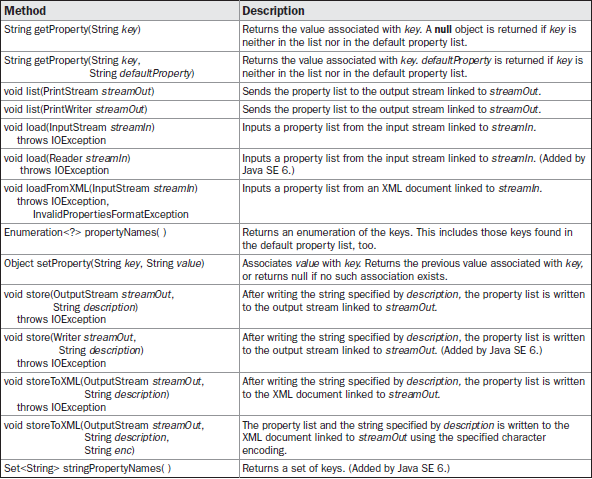 Method Description
String getProperty(String key) Returns the value associated with key. A null object is returned if key is
neither in the list nor in the default property list.
String getProperty(String key, Returns the value associated with key. defaultProperty is returned if key is
String defaultProperty) neither in the list nor in the default property list.
void list(PrintStream streamOut) Sends the property list to the output stream linked to streamOut.
void list(PrintWriter streamOut) Sends the property list to the output stream linked to streamOut.
void load(InputStream streamIn) Inputs a property list from the input stream linked to streamIn.
throws IOException
void load(Reader streamIn) Inputs a property list from the input stream linked to streamIn. (Added by
throws IOException Java SE 6.)
void loadFromXML(InputStream streamIn) Inputs a property list from an XML document linked to streamIn.
throws IOException,
InvalidPropertiesFormatException
Enumeration<?> propertyNames( ) Returns an enumeration of the keys. This includes those keys found in
the default property list, too.
Object setProperty(String key, String value) Associates value with key. Returns the previous value associated with key,
or returns null if no such association exists.
void store(OutputStream streamOut, After writing the string specified by description, the property list is written
String description) to the output stream linked to streamOut.
throws IOException
void store(Writer streamOut, After writing the string specified by description, the property list is written
String description) to the output stream linked to streamOut. (Added by Java SE 6.)
throws IOException
void storeToXML(OutputStream streamOut, After writing the string specified by description, the property list is written
String description) to the XML document linked to streamOut.
throws IOException
void storeToXML(OutputStream streamOut, The property list and the string specified by description is written to the
String description, XML document linked to streamOut using the specified character
String enc) encoding.
Set<String> stringPropertyNames( ) Returns a set of keys. (Added by Java SE 6.)